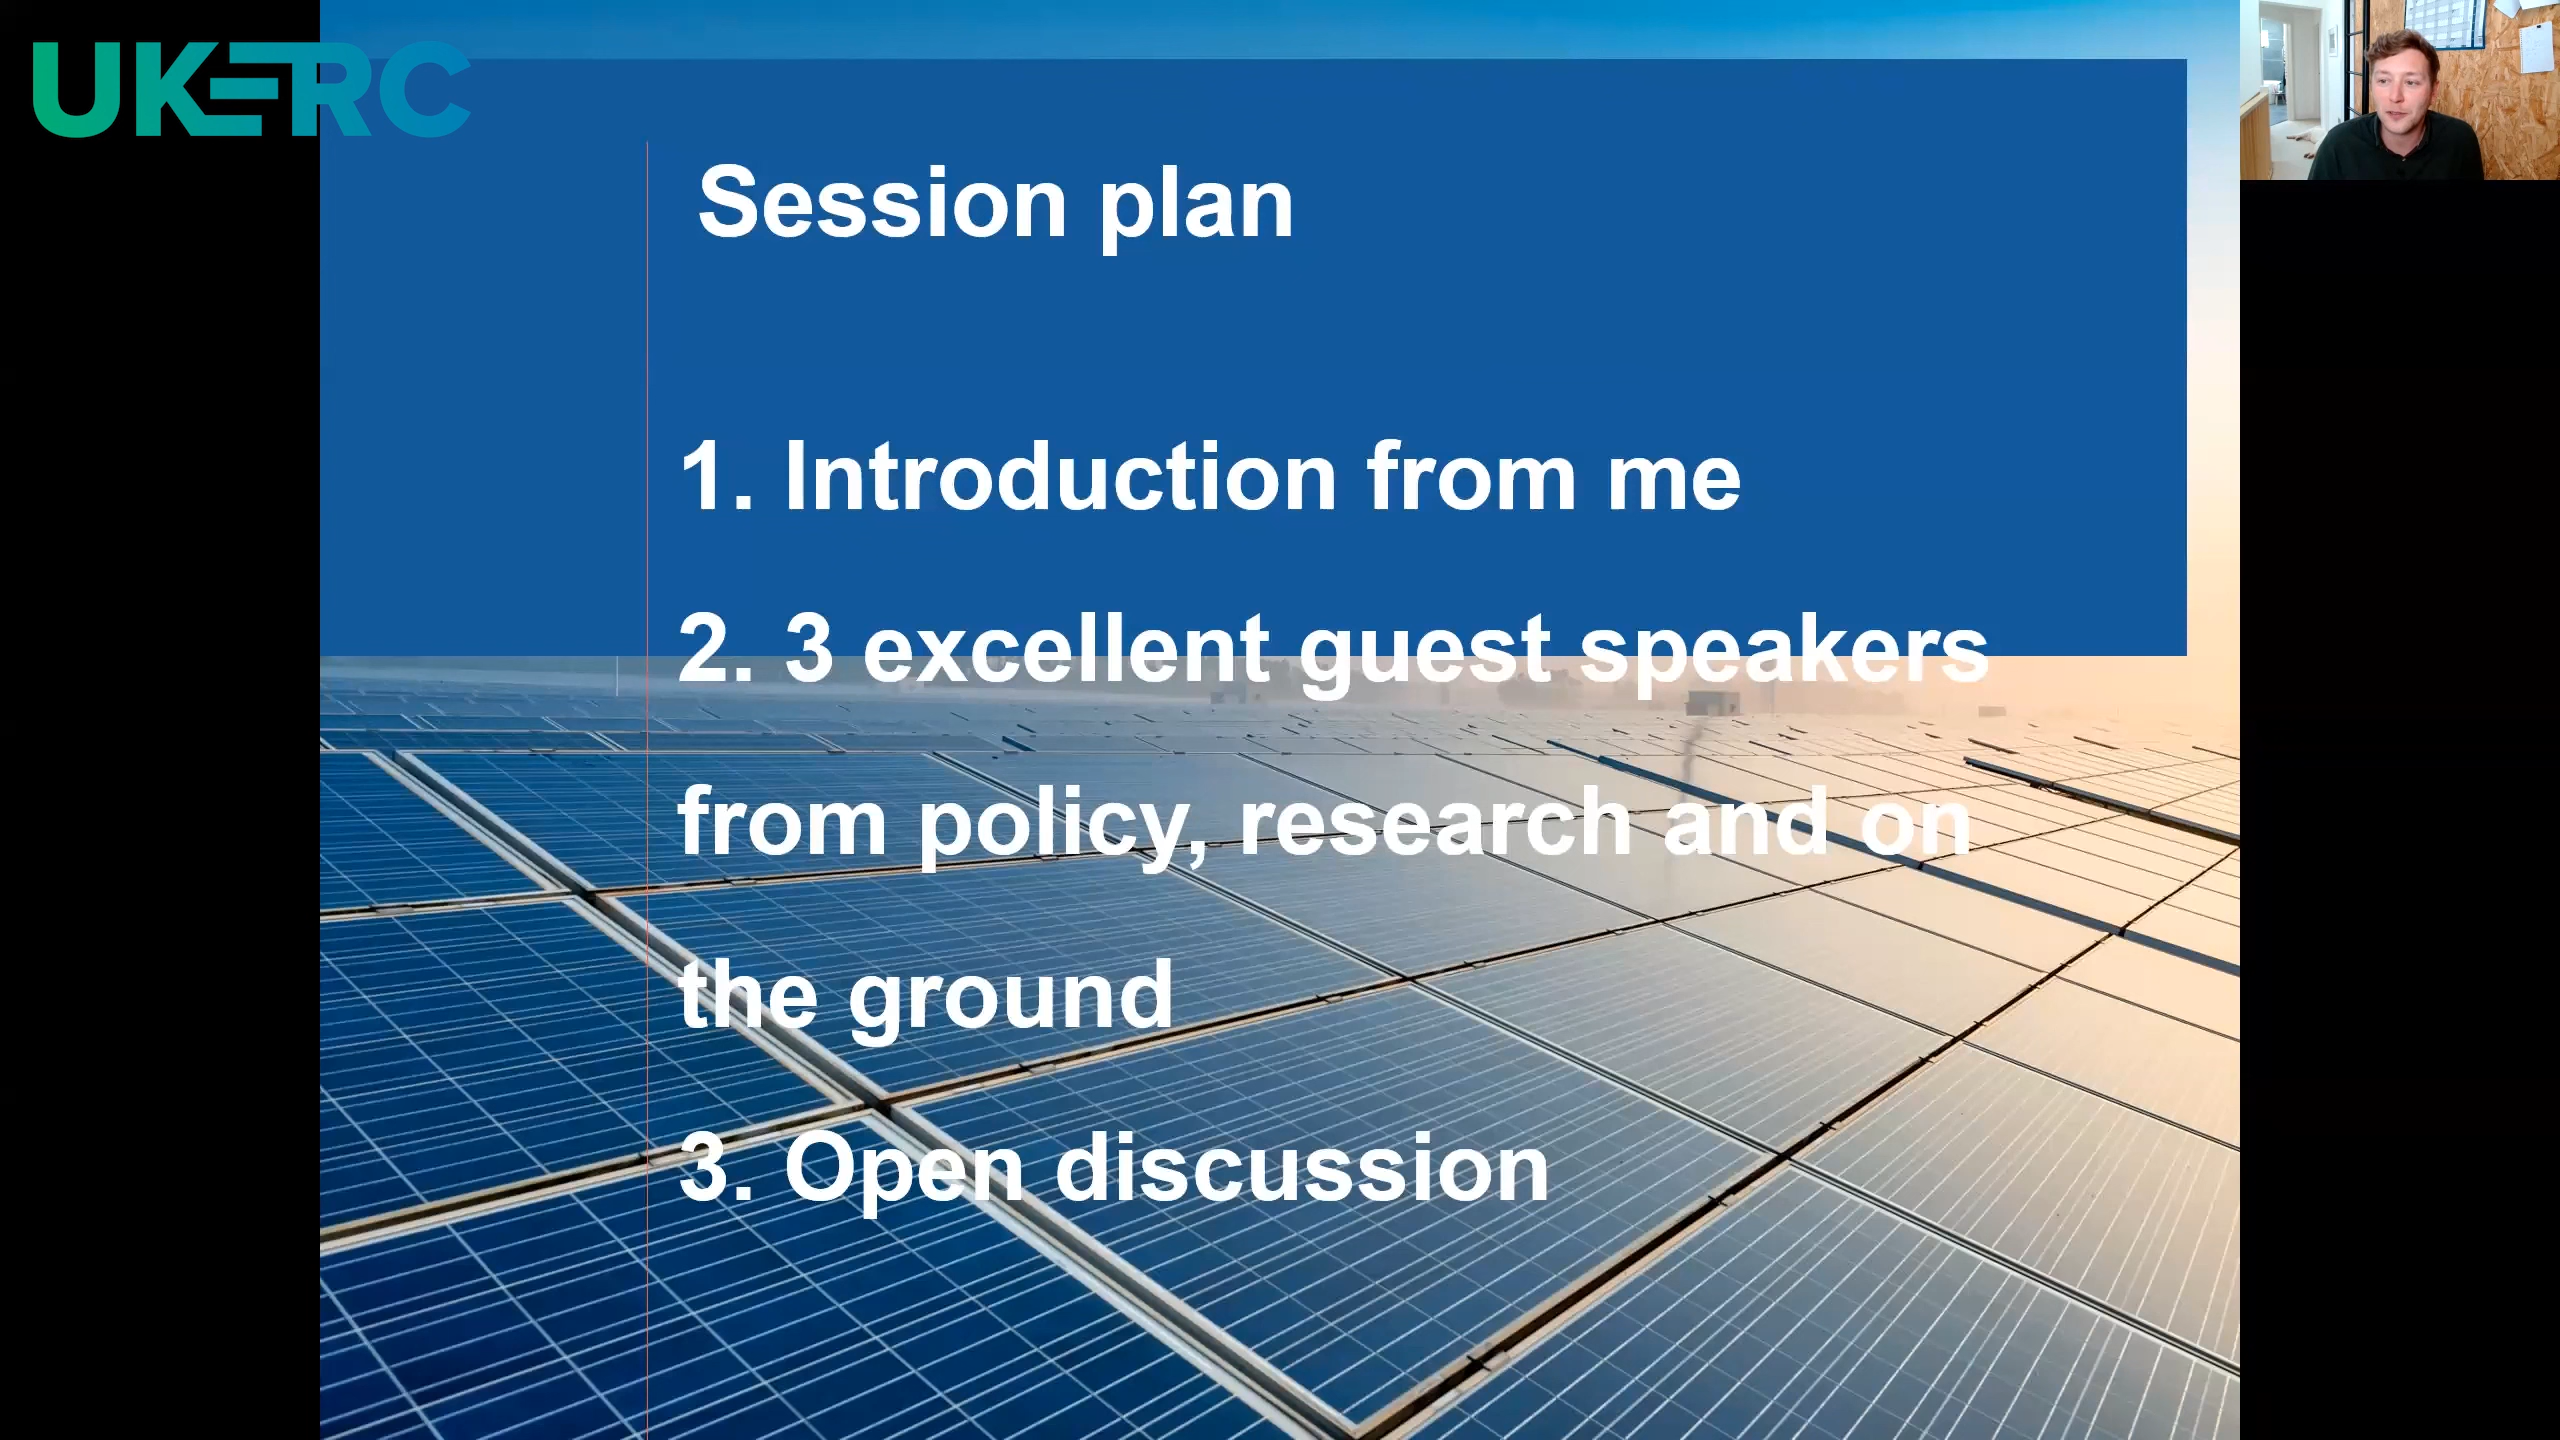 UKERC
Session plan
1. Introduction from me
2. 3 excellent guest speakers
from policy, research and on
the ground
3. Open discussion